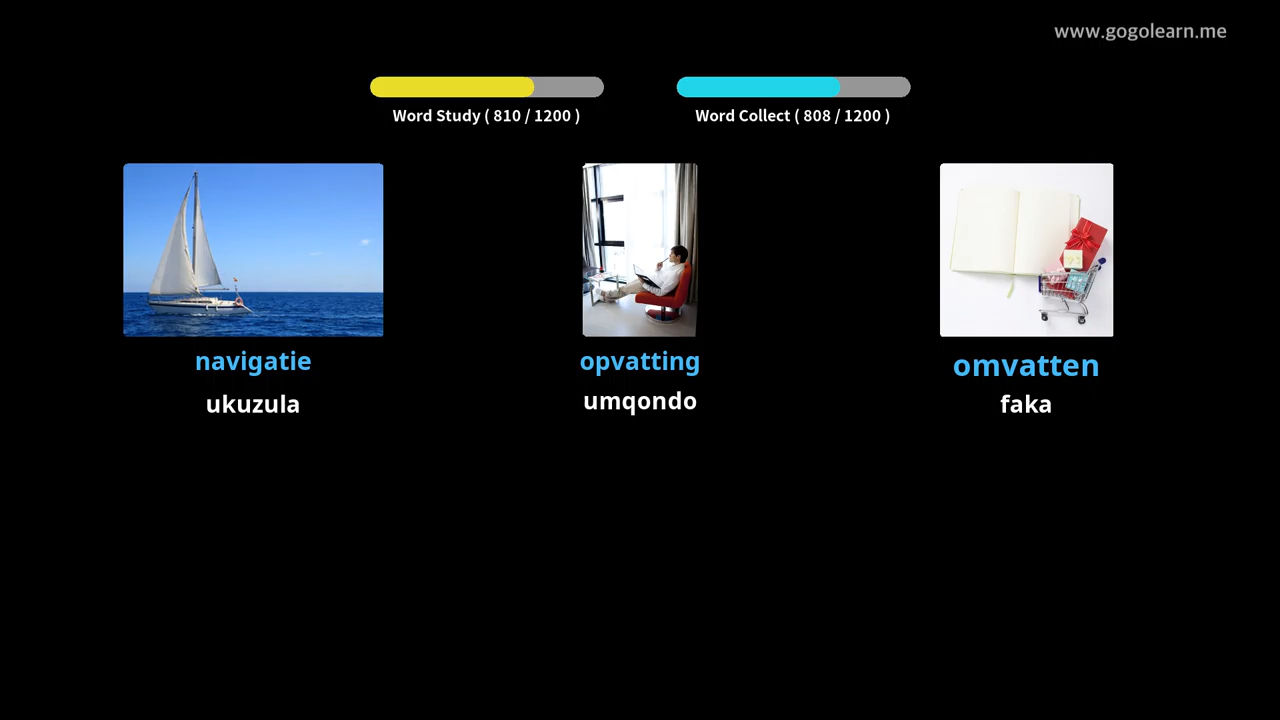 www.gogolearn.me
Word Study ( 810 / 1200 )
Word Collect ( 808 / 1200 )
navigatie
opvatting
omvatten
ukuzula
umqondo
faka